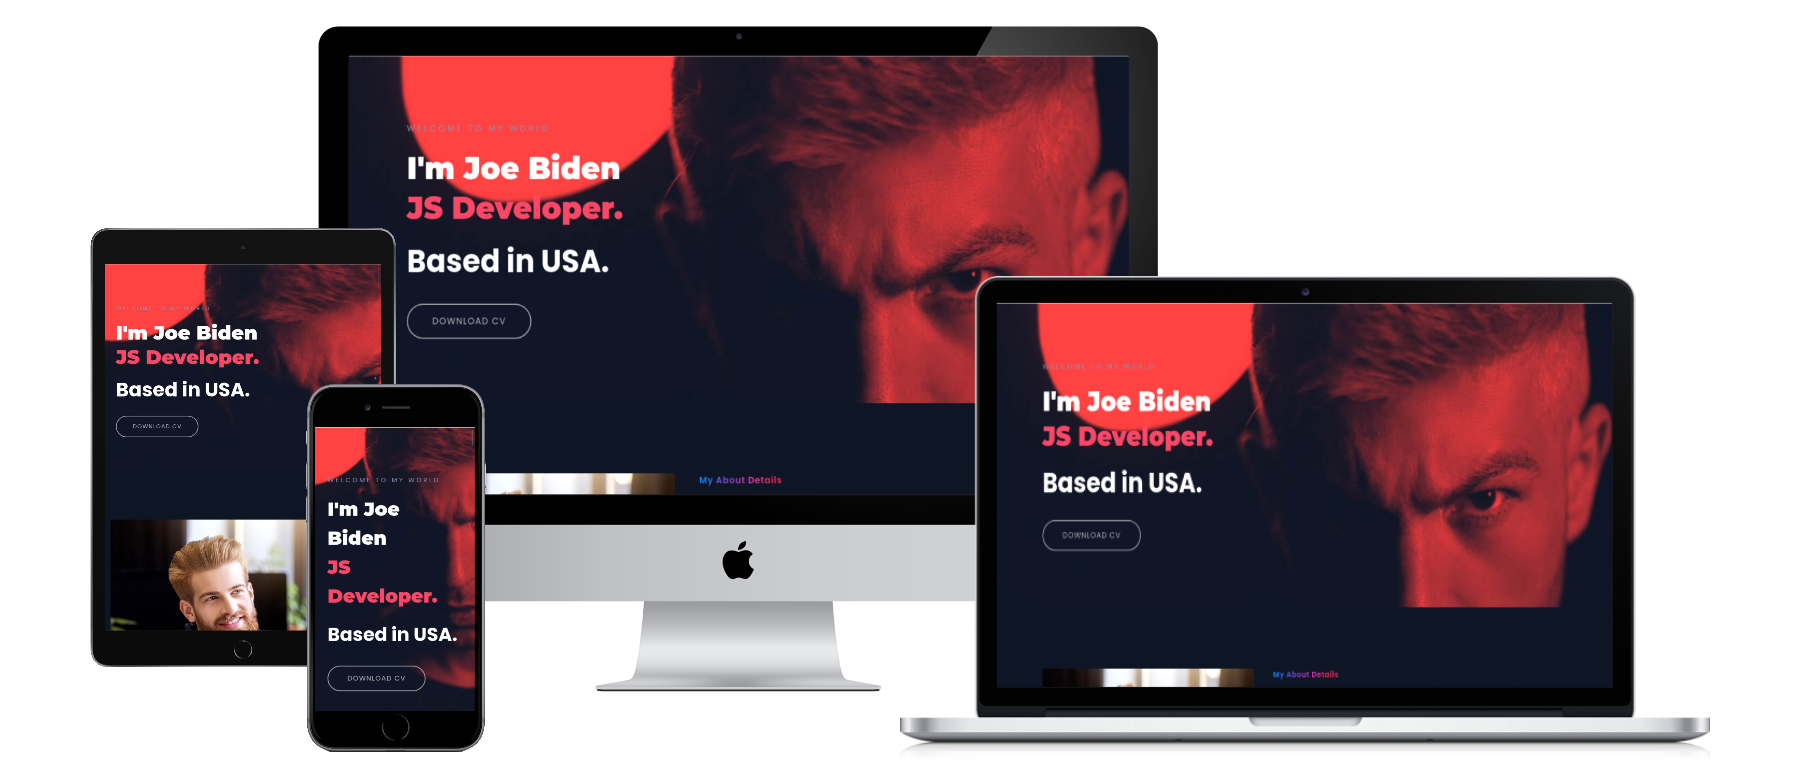 WELCOME TO MY WORLD
I'm Joe Biden
JS Developer.
Based in USA.
DOWNLOAD CV
My About Details
WELCOME TO MY WORLD
I'm Joe Biden
JS Developer.
Based in USA.
DOWNLOAD CV
WELCOME TO MY WORLD
I'm Joe
Biden
JS
Developer.
Based in USA.
DOWNLOAD CV
WELCOME TO MY WORLD
I'm Joe Biden
JS Developer.
Based in USA.
DOWNLOAD CV
My About Details